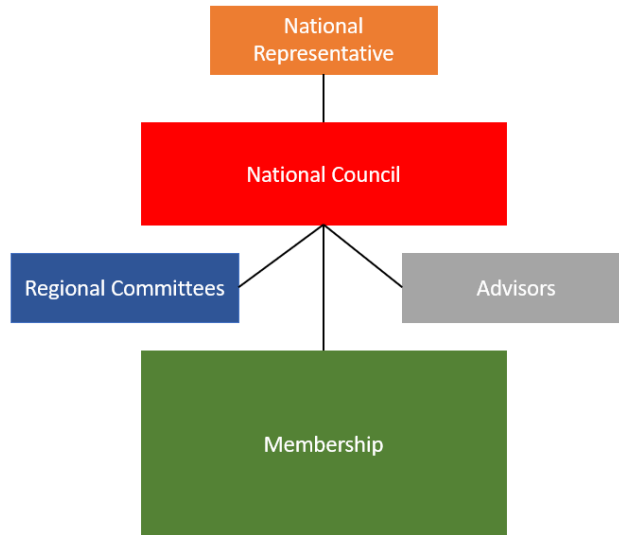 National
Representative
National Council
Regional Committees
Advisors
Membership